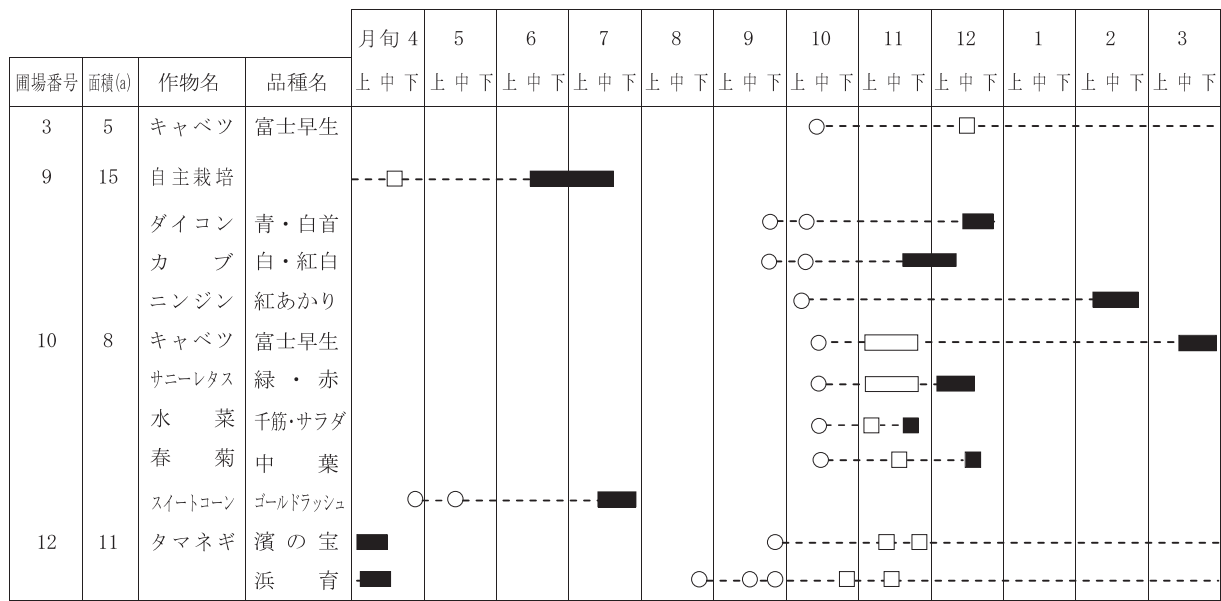 月旬 4 5 6 7 8 9 10 11 12 1 2 3
圃場番号 面積(a) 作物名 品種名 上 中 下 上 中 下 上 中 下 上 中 下 上 中 下 上 中 下 上 中 下 上 中 下 上 中 下 上 中 下 上 中 下 上 中 下
3 5 キャベツ 富士早生
9 15 自主栽培
ダイコン 青・白首
カブ 白・紅白
ニンジン 紅あかり
10 8 キャベツ 富士早生
サニーレタス 緑・赤
水菜 千筋・サラダ
春菊 中葉
スイートコーン ゴールドラッシュ
12 11 タマネギ 濱の宝
浜育